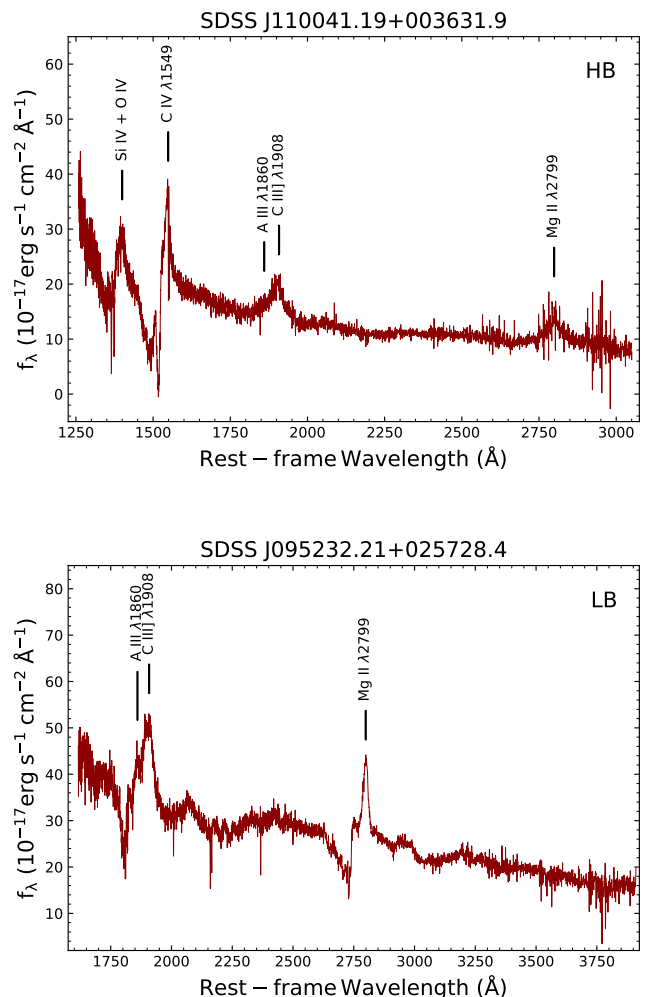 SDSS J110041.19+003631.9
HB
Si IV + O IV
C IV λ1549
A III λ1860
C III] λ1908
Mg II λ2799
60
50
40
30
20
10
0
f_λ (10⁻¹⁷erg s⁻¹ cm⁻² Å⁻¹)
1250 1500 1750 2000 2250 2500 2750 3000
Rest − frame Wavelength (Å)
SDSS J095232.21+025728.4
LB
A III λ1860
C III] λ1908
Mg II λ2799
80
70
60
50
40
30
20
10
f_λ (10⁻¹⁷erg s⁻¹ cm⁻² Å⁻¹)
1750 2000 2250 2500 2750 3000 3250 3500 3750
Rest − frame Wavelength (Å)